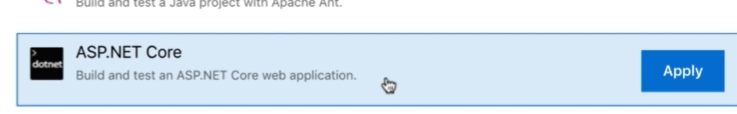 Build and test a Java project with Apache Ant.
ASP.NET Core
>
dotnet
Build and test an ASP.NET Core web application.
Apply